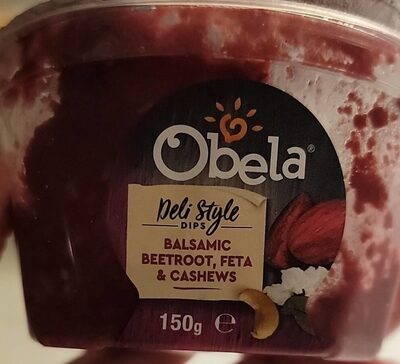 Obela®
Deli Style
DIPS
BALSAMIC
BEETROOT, FETA
& CASHEWS
150g ℮